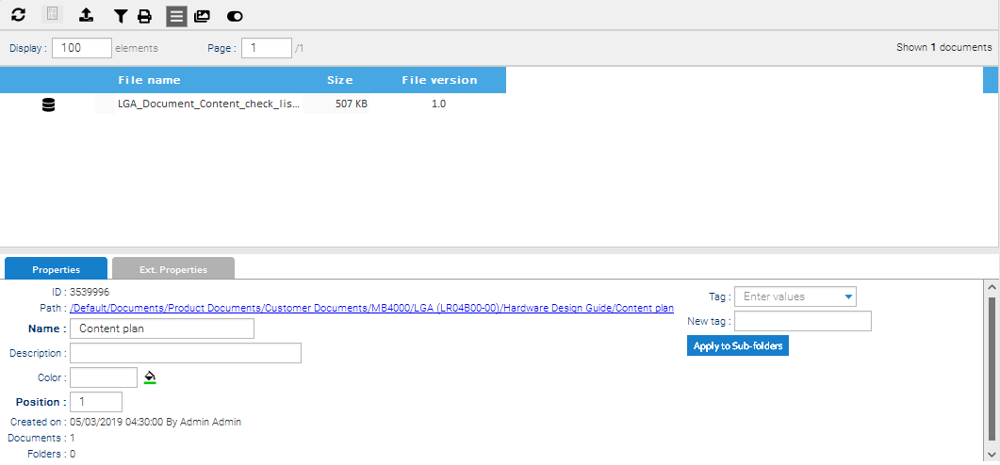 Display : 100 elements Page : 1 /1 Shown 1 documents
File name Size File version
LGA_Document_Content_check_lis... 507 KB 1.0
Properties Ext. Properties
ID : 3539996
Path : /Default/Documents/Product Documents/Customer Documents/MB4000/LGA (LR04B00-00)/Hardware Design Guide/Content plan
Name : Content plan
Description :
Color :
Position : 1
Created on : 05/03/2019 04:30:00 By Admin Admin
Documents : 1
Folders : 0
Tag : Enter values
New tag :
Apply to Sub-folders